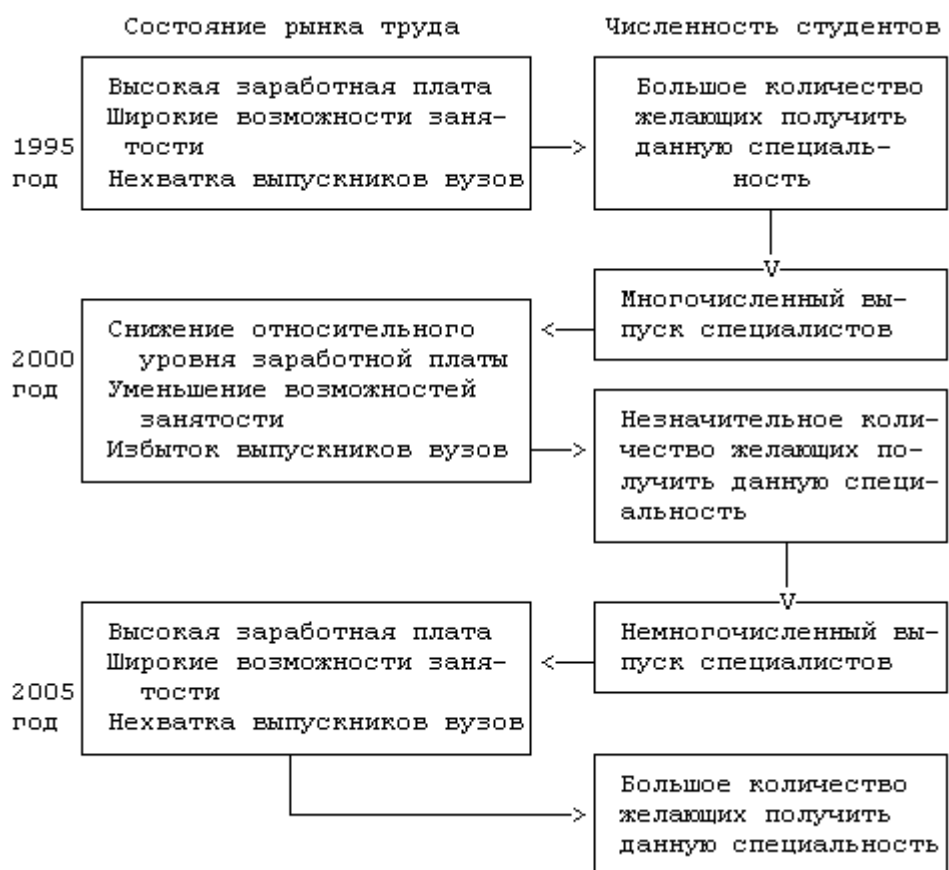 Состояние рынка труда
Численность студентов
1995
год
Высокая заработная плата
Широкие возможности заня-
тости
Нехватка выпускников вузов
Большое количество
желающих получить
данную специаль-
ность
Многочисленный вы-
пуск специалистов
2000
год
Снижение относительного
уровня заработной платы
Уменьшение возможностей
занятости
Избыток выпускников вузов
Незначительное коли-
чество желающих по-
лучить данную специ-
альность
Немногочисленный вы-
пуск специалистов
2005
год
Высокая заработная плата
Широкие возможности заня-
тости
Нехватка выпускников вузов
Большое количество
желающих получить
данную специальность